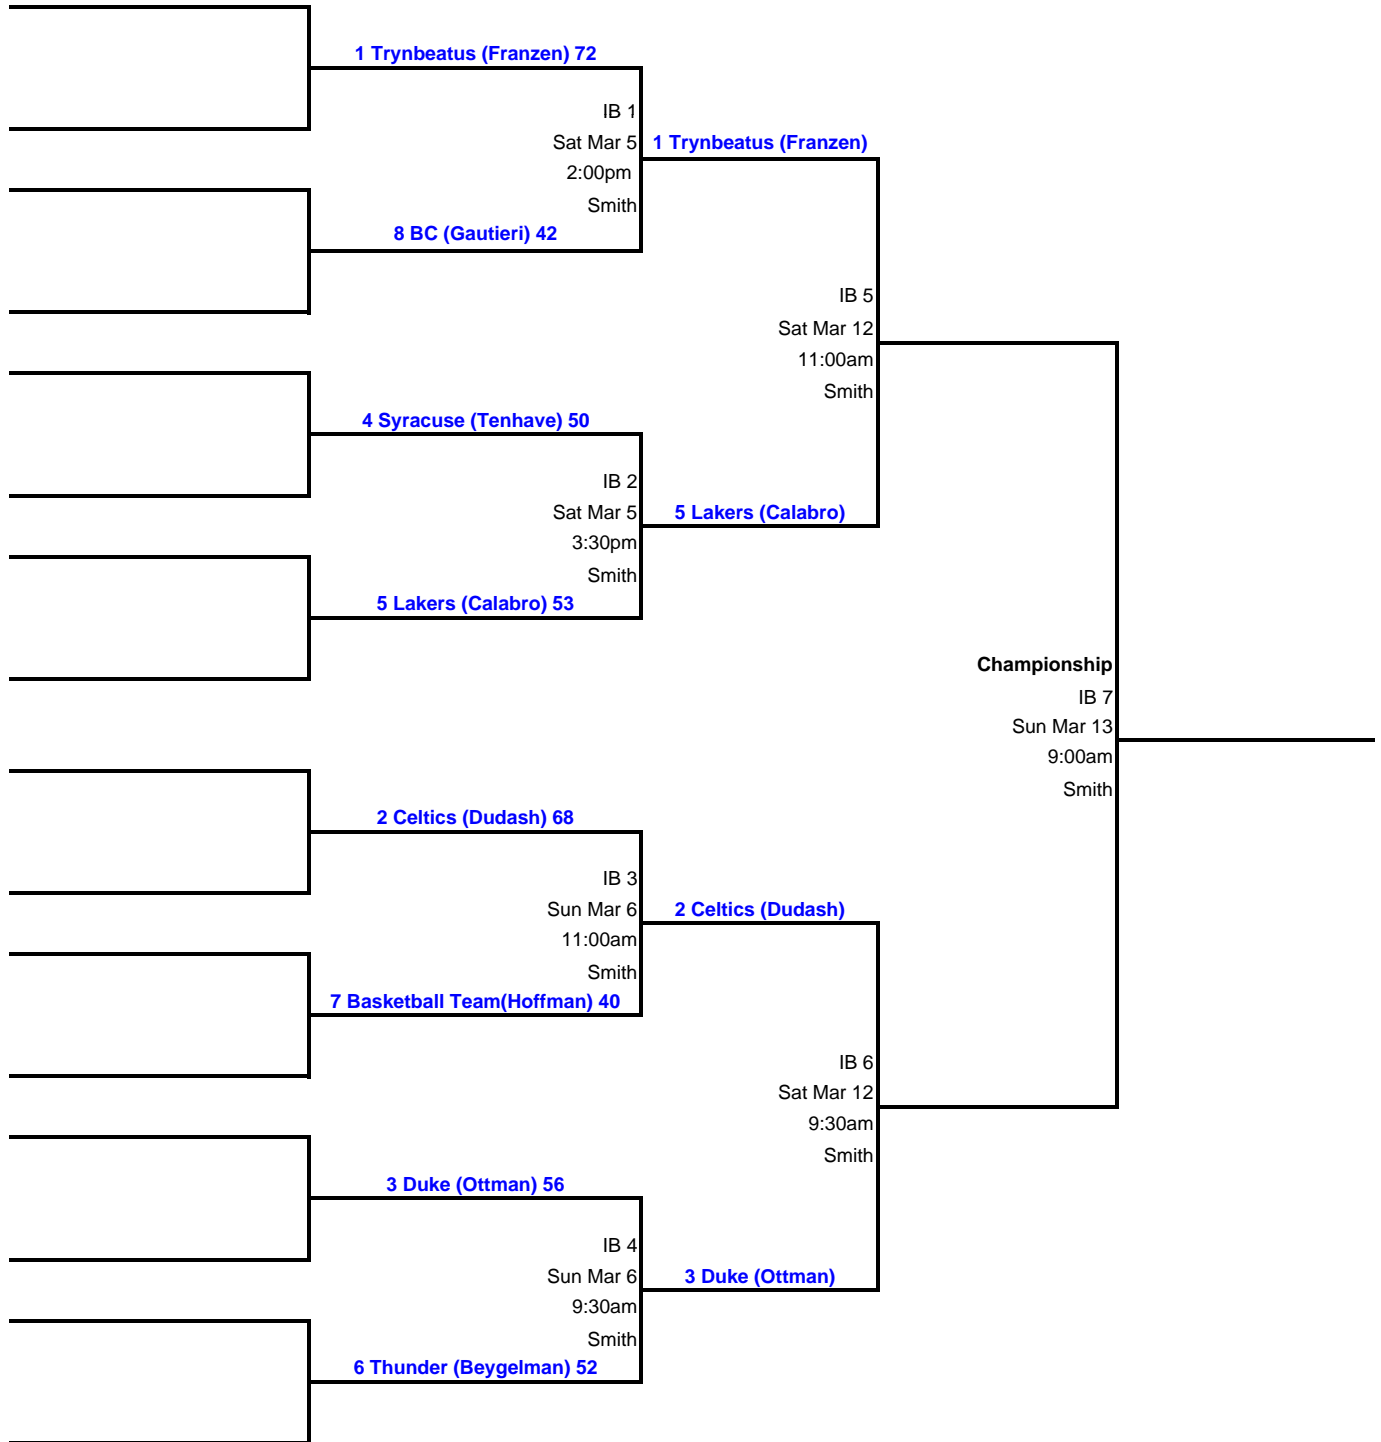 1 Trynbeatus (Franzen) 72
IB 1
Sat Mar 5
2:00pm
Smith
8 BC (Gautieri) 42
1 Trynbeatus (Franzen)
IB 5
Sat Mar 12
11:00am
Smith
4 Syracuse (Tenhave) 50
IB 2
Sat Mar 5
3:30pm
Smith
5 Lakers (Calabro) 53
5 Lakers (Calabro)
Championship
IB 7
Sun Mar 13
9:00am
Smith
2 Celtics (Dudash) 68
IB 3
Sun Mar 6
11:00am
Smith
7 Basketball Team(Hoffman) 40
2 Celtics (Dudash)
IB 6
Sat Mar 12
9:30am
Smith
3 Duke (Ottman) 56
IB 4
Sun Mar 6
9:30am
Smith
6 Thunder (Beygelman) 52
3 Duke (Ottman)